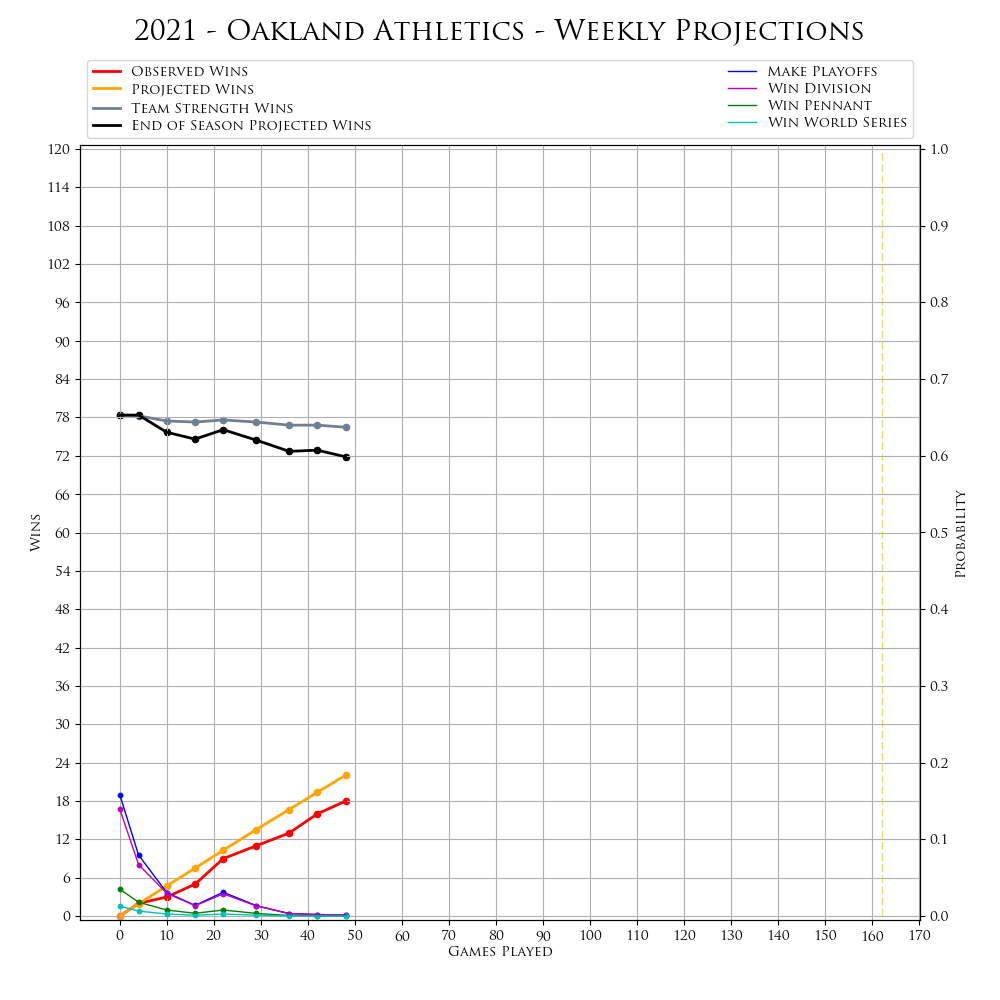 2021 - Oakland Athletics - Weekly Projections
Observed Wins
Projected Wins
Team Strength Wins
End of Season Projected Wins
Make Playoffs
Win Division
Win Pennant
Win World Series
120
114
108
102
96
90
84
78
72
66
60
54
48
42
36
30
24
18
12
6
0
Wins
1.0
0.9
0.8
0.7
0.6
0.5
0.4
0.3
0.2
0.1
0.0
Probability
0 10 20 30 40 50 60 70 80 90 100 110 120 130 140 150 160 170
Games Played